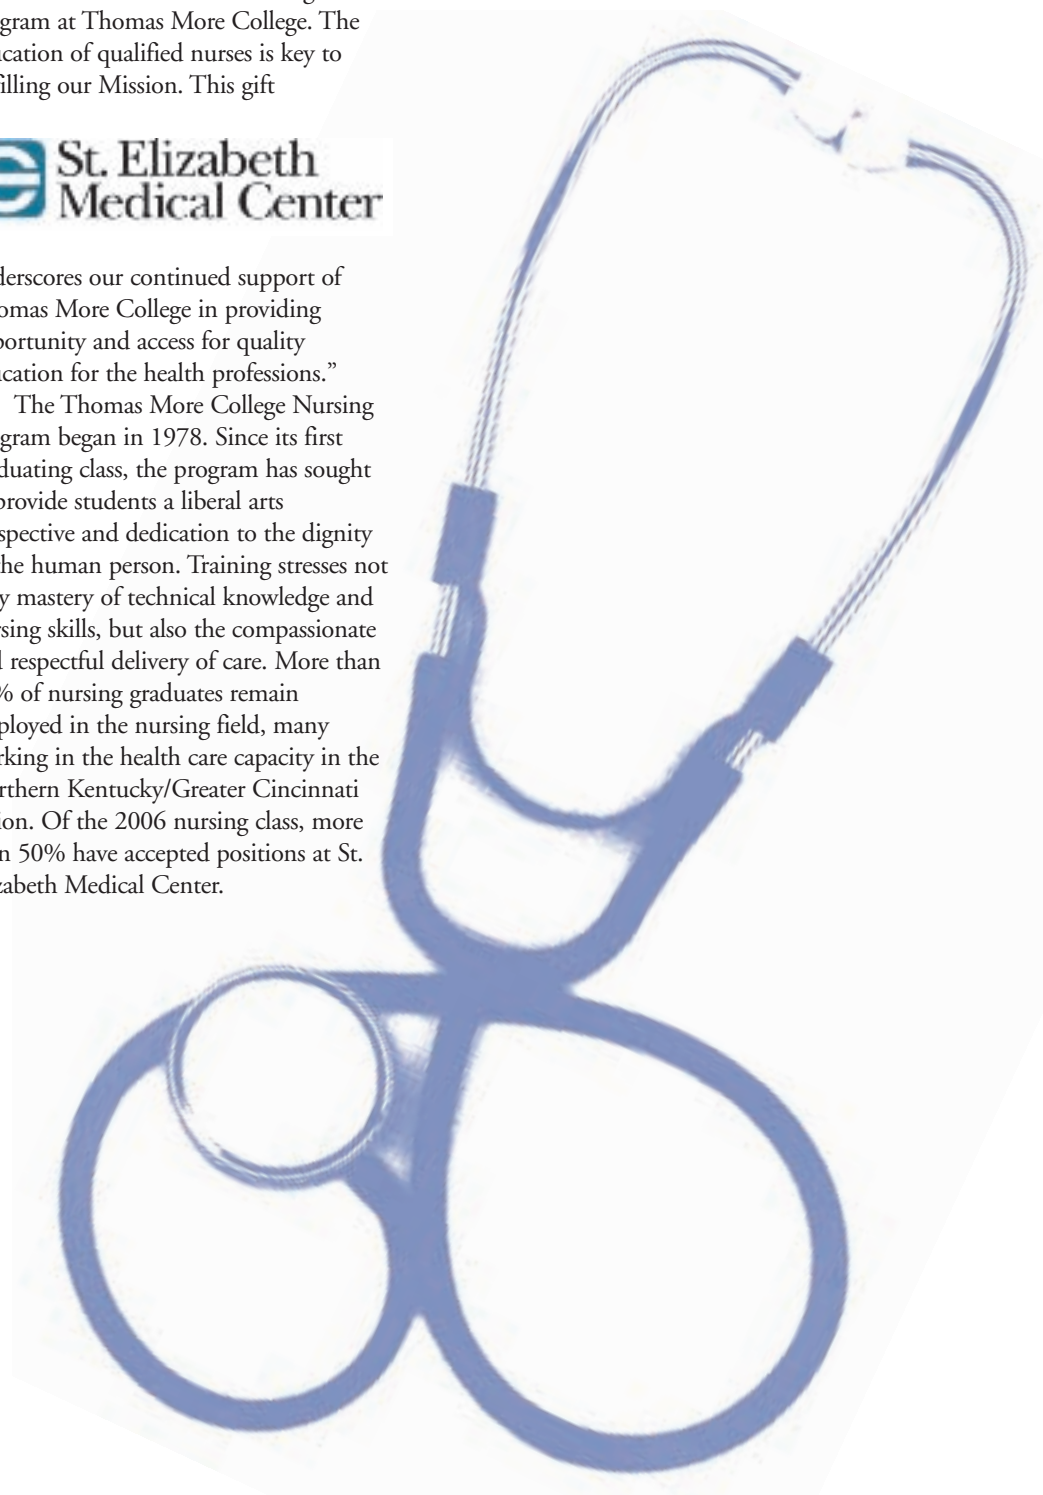 gram at Thomas More College. The
ication of qualified nurses is key to
filling our Mission. This gift
St. Elizabeth
Medical Center
derscores our continued support of
omas More College in providing
portunity and access for quality
ication for the health professions.”
The Thomas More College Nursing
gram began in 1978. Since its first
duating class, the program has sought
provide students a liberal arts
spective and dedication to the dignity
he human person. Training stresses not
y mastery of technical knowledge and
rsing skills, but also the compassionate
l respectful delivery of care. More than
% of nursing graduates remain
ployed in the nursing field, many
rking in the health care capacity in the
rthern Kentucky/Greater Cincinnati
ion. Of the 2006 nursing class, more
n 50% have accepted positions at St.
zabeth Medical Center.